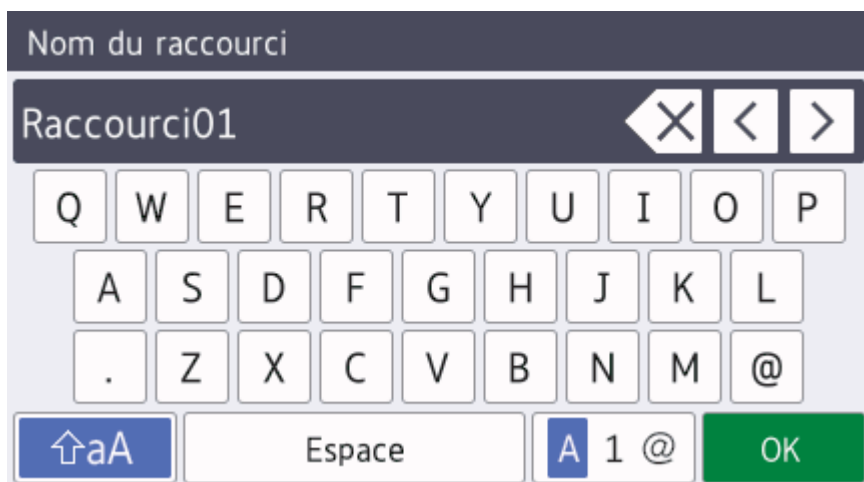 Nom du raccourci
Raccourci01
Q W E R T Y U I O P
A S D F G H J K L
. Z X C V B N M @
aA Espace A 1 @ OK